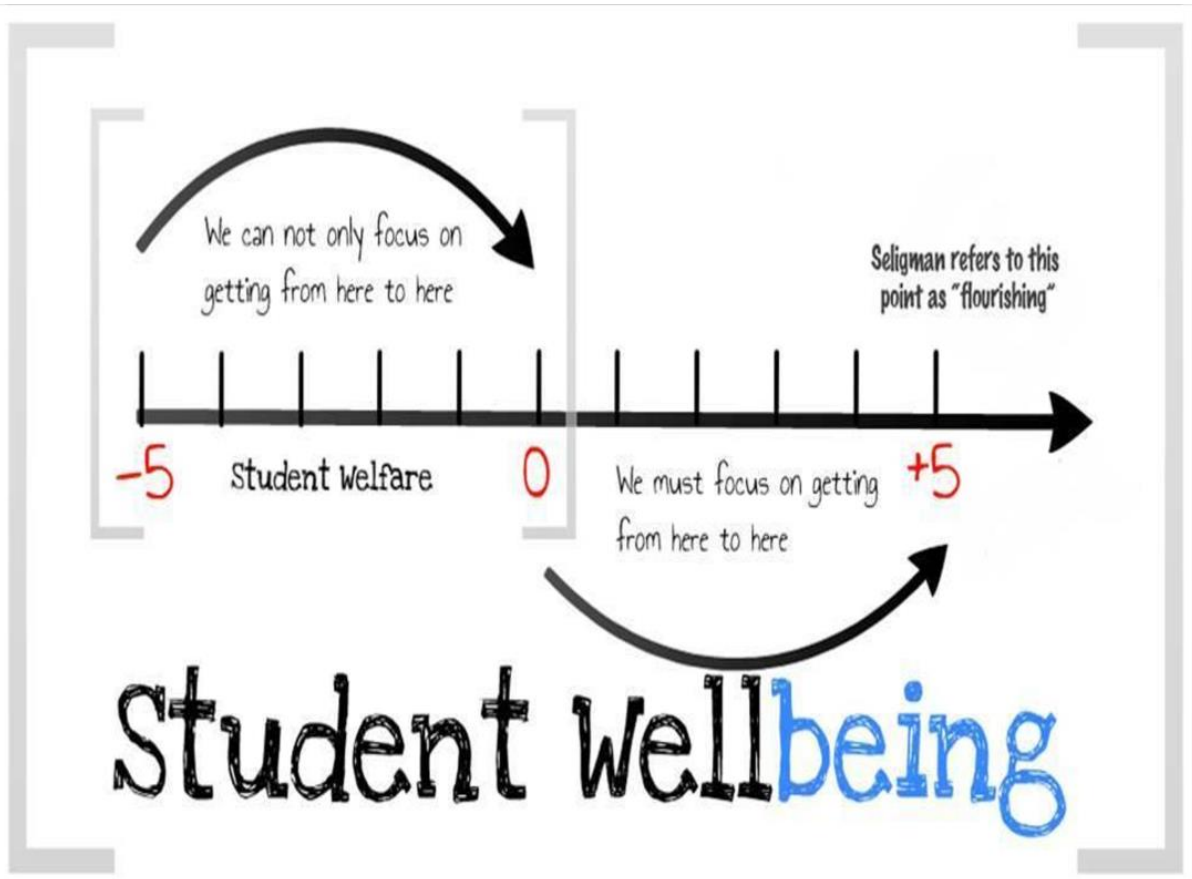 We can not only focus on
getting from here to here
Seligman refers to this
point as "flourishing"
-5
Student Welfare
0
+5
We must focus on getting
from here to here
Student Wellbeing